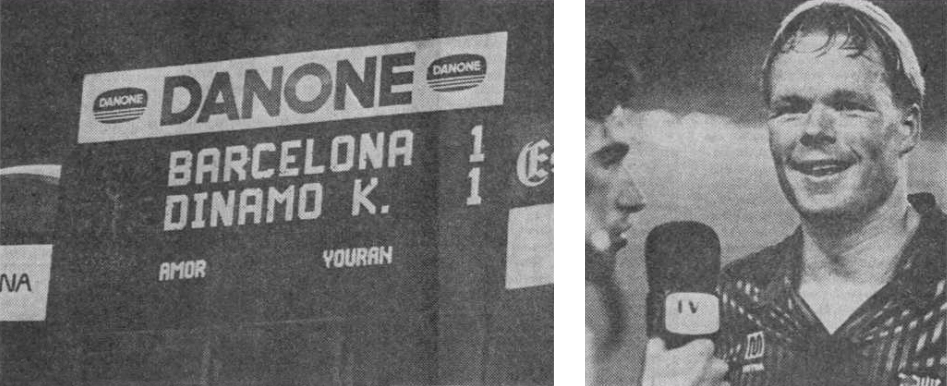 DANONE DANONE DANONE
BARCELONA 1
DINAMO K. 1
AMOR YOURAN
NA
TV